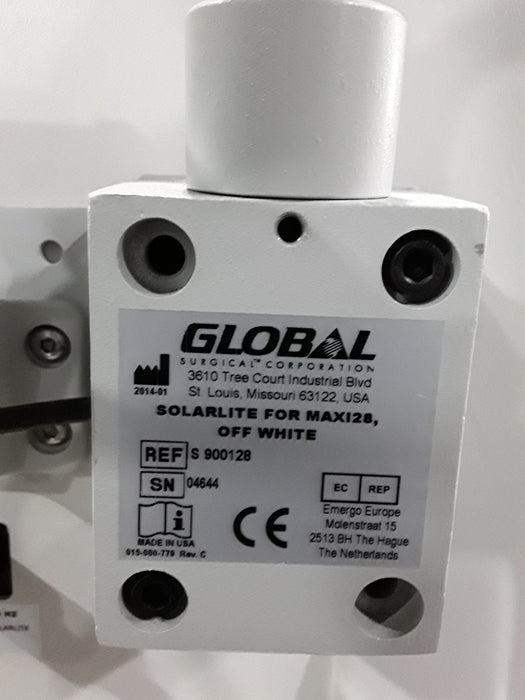 GLOBAL
SURGICAL™ CORPORATION
3610 Tree Court Industrial Blvd
St. Louis, Missouri 63122, USA
2014-01
SOLARLITE FOR MAXI28,
OFF WHITE
REF S 900128
SN 04644
EC REP
Emergo Europe
Molenstraat 15
2513 BH The Hague
The Netherlands
i
CE
MADE IN USA
015-000-779 Rev. C